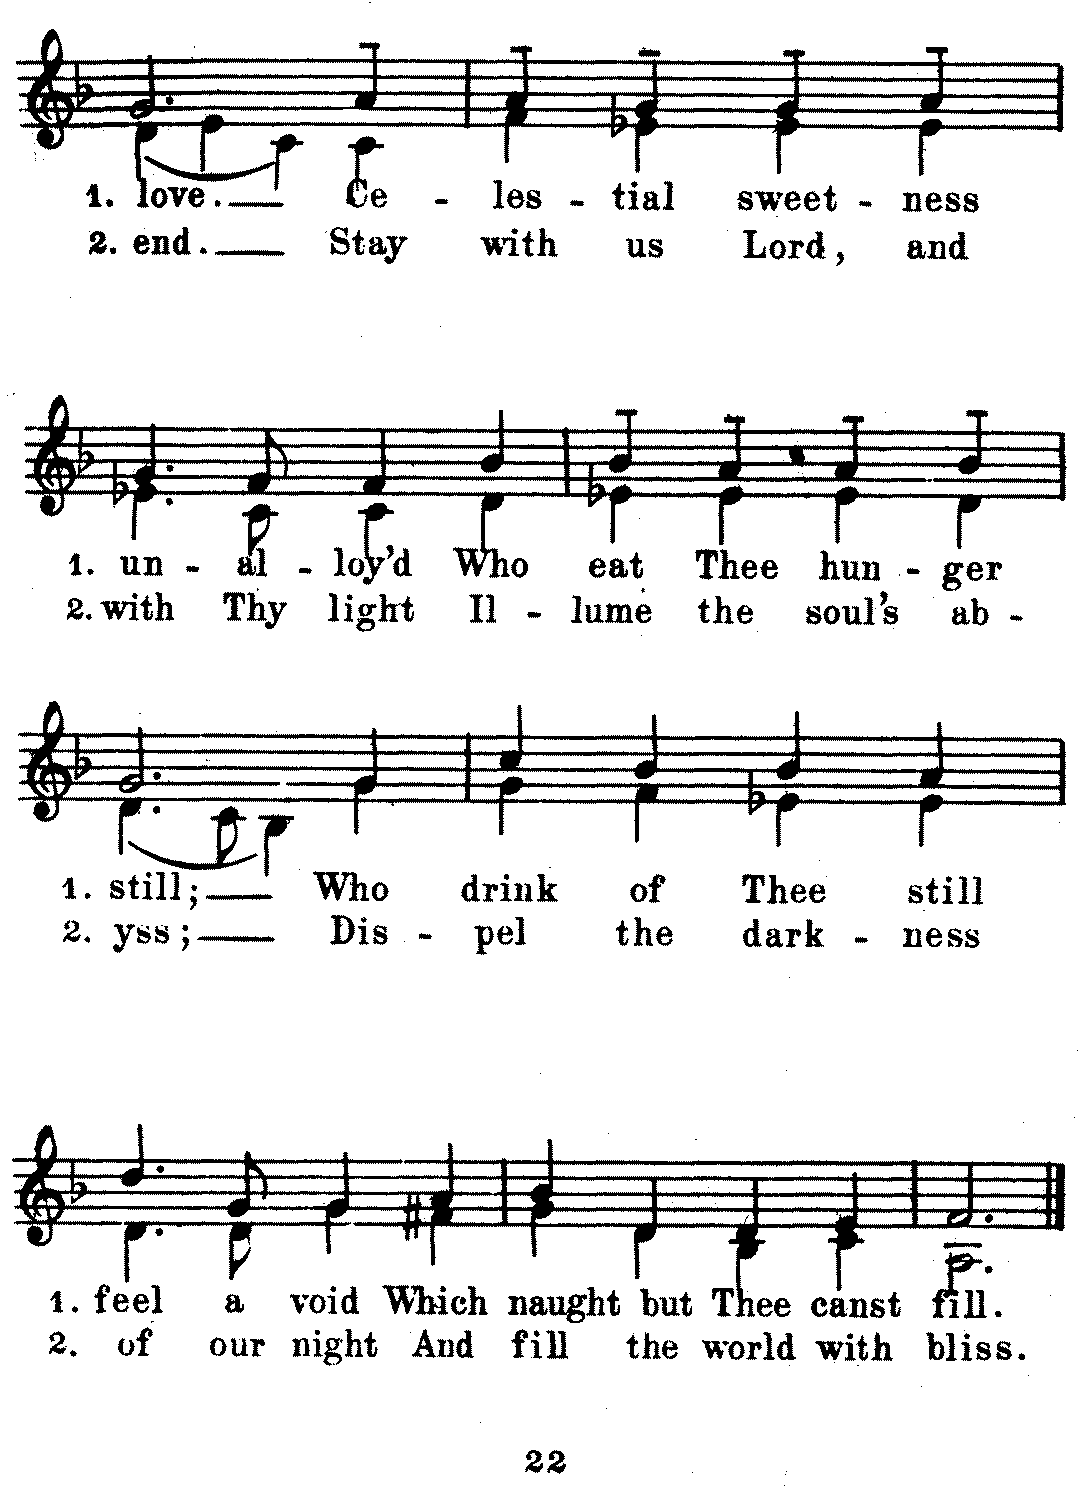 1. love. Ce - les - tial sweet - ness
2. end. Stay with us Lord, and
1. un - al - loy'd Who eat Thee hun - ger
2. with Thy light Il - lume the soul's ab -
1. still; Who drink of Thee still
2. yss; Dis - pel the dark - ness
1. feel a void Which naught but Thee canst fill.
2. of our night And fill the world with bliss.
22